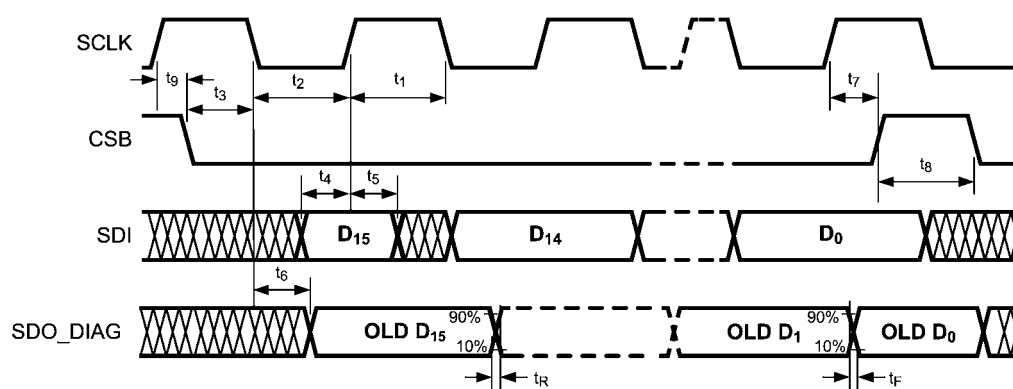 SCLK
t9 t3 t2 t1 t7
CSB
t4 t5 t8
SDI D15 D14 D0
t6
SDO_DIAG OLD D15 90% 10% OLD D1 90% 10% OLD D0
tR tF